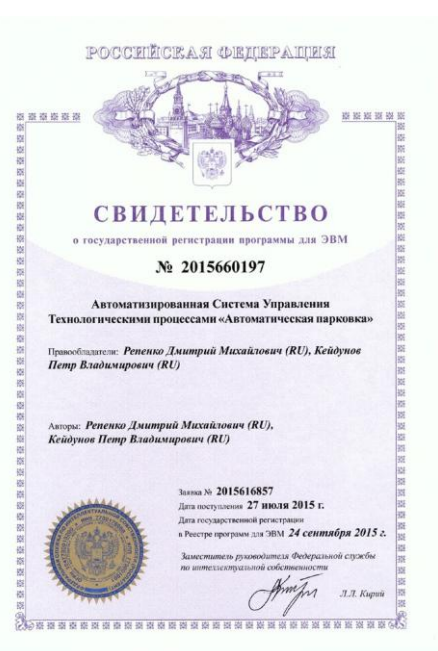 РОССИЙСКАЯ ФЕДЕРАЦИЯ
СВИДЕТЕЛЬСТВО
о государственной регистрации программы для ЭВМ
№ 2015660197
Автоматизированная Система Управления
Технологическими процессами «Автоматическая парковка»
Правообладатели: Репенко Дмитрий Михайлович (RU), Кейдунов
Петр Владимирович (RU)
Авторы: Репенко Дмитрий Михайлович (RU),
Кейдунов Петр Владимирович (RU)
Заявка № 2015616857
Дата поступления 27 июля 2015 г.
Дата государственной регистрации
в Реестре программ для ЭВМ 24 сентября 2015 г.
Заместитель руководителя Федеральной службы
по интеллектуальной собственности
Л.Л. Кирий